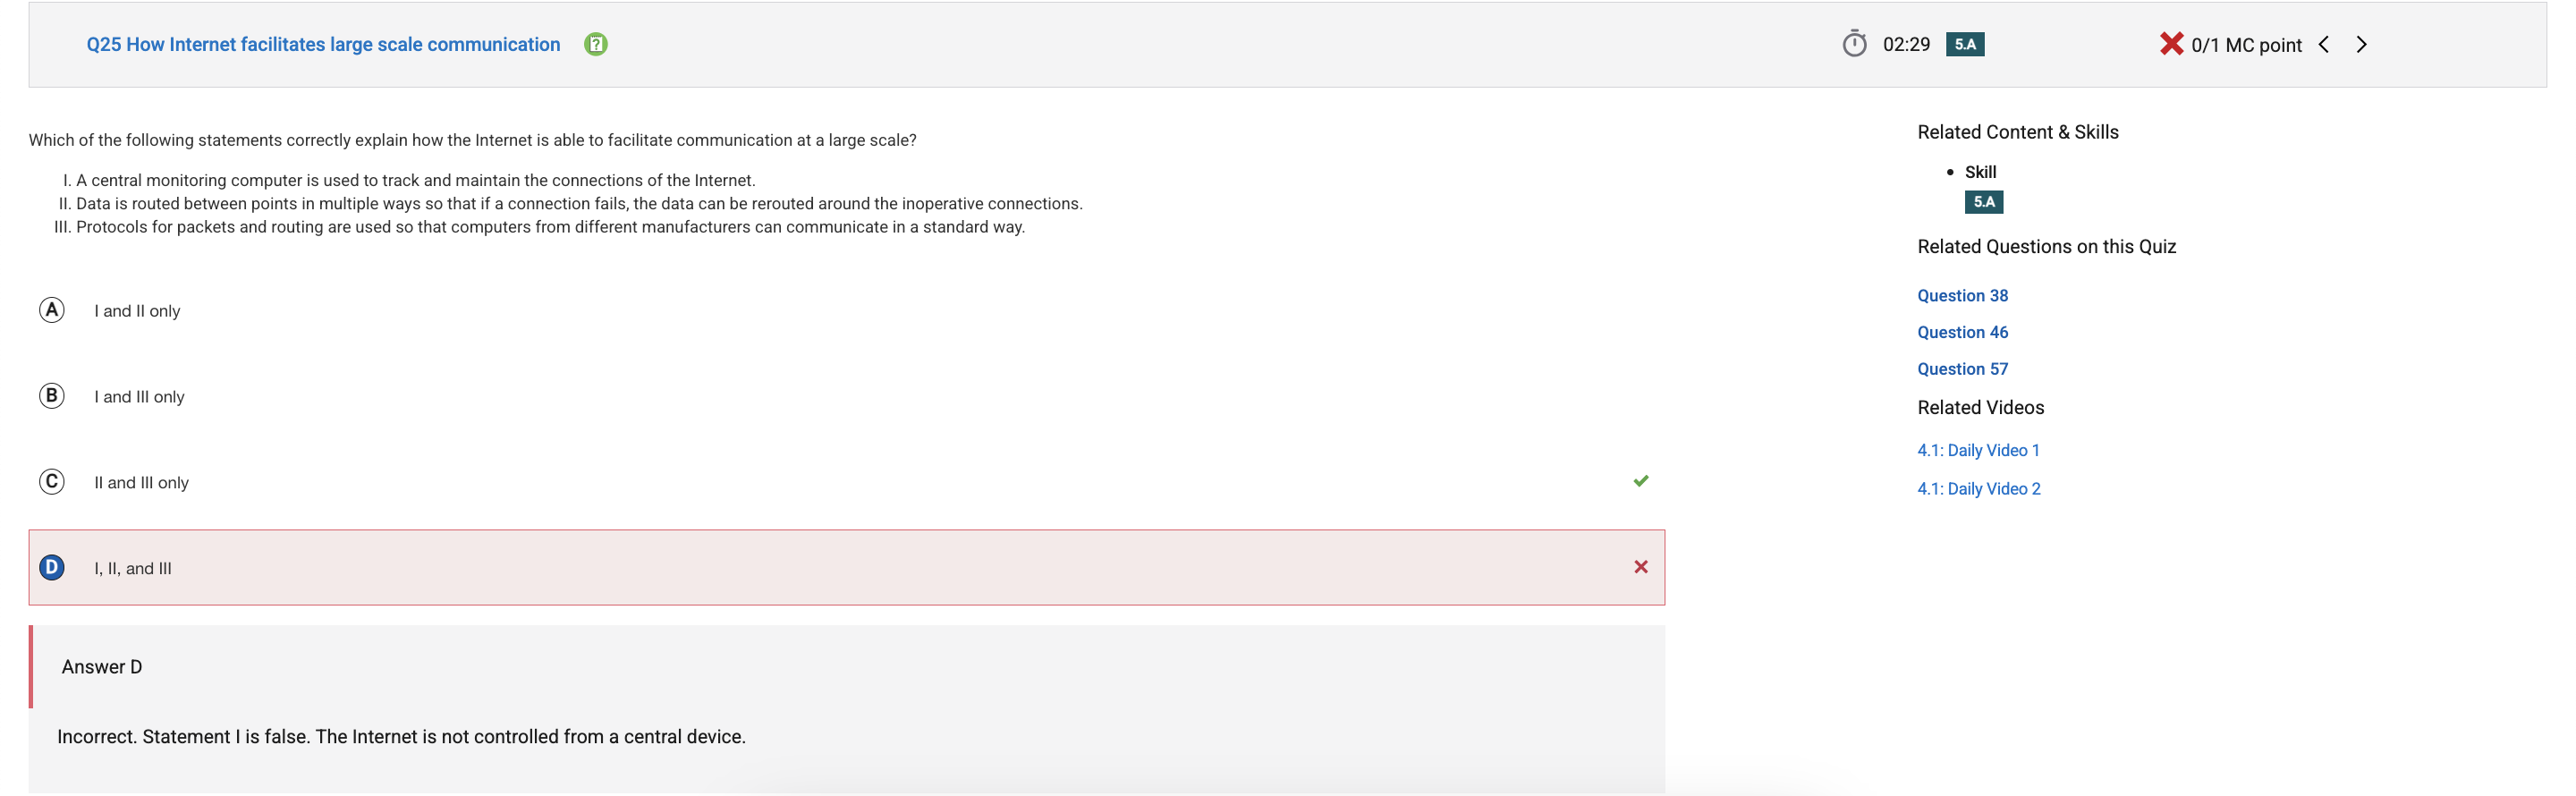 Q25 How Internet facilitates large scale communication
02:29 5.A
0/1 MC point
Which of the following statements correctly explain how the Internet is able to facilitate communication at a large scale?
I. A central monitoring computer is used to track and maintain the connections of the Internet.
II. Data is routed between points in multiple ways so that if a connection fails, the data can be rerouted around the inoperative connections.
III. Protocols for packets and routing are used so that computers from different manufacturers can communicate in a standard way.
A I and II only
B I and III only
C II and III only
D I, II, and III
Answer D
Incorrect. Statement I is false. The Internet is not controlled from a central device.
Related Content & Skills
• Skill
5.A
Related Questions on this Quiz
Question 38
Question 46
Question 57
Related Videos
4.1: Daily Video 1
4.1: Daily Video 2